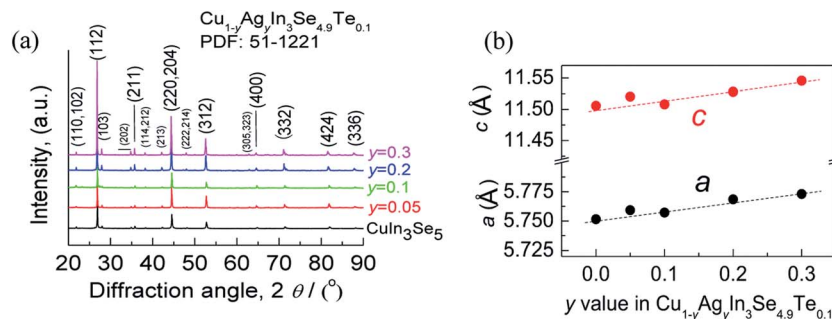 (a)
Cu1-yAgyIn3Se4.9Te0.1
PDF: 51-1221
(112)
(110,102)
(103)
(202)
(211)
(114,212)
(213)
(220,204)
(222,214)
(312)
(305,323)
(400)
(332)
(424)
(336)
y=0.3
y=0.2
y=0.1
y=0.05
CuIn3Se5
Intensity, (a.u.)
20 30 40 50 60 70 80 90
Diffraction angle, 2 θ / (°)
(b)
c (Å)
11.55
11.50
11.45
c
a (Å)
5.775
5.750
5.725
a
0.0 0.1 0.2 0.3
y value in Cu1-yAgyIn3Se4.9Te0.1